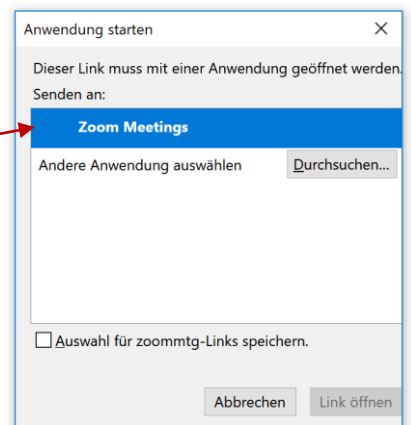 Anwendung starten
Dieser Link muss mit einer Anwendung geöffnet werden.
Senden an:
Zoom Meetings
Andere Anwendung auswählen Durchsuchen...
Auswahl für zoommtg-Links speichern.
Abbrechen Link öffnen